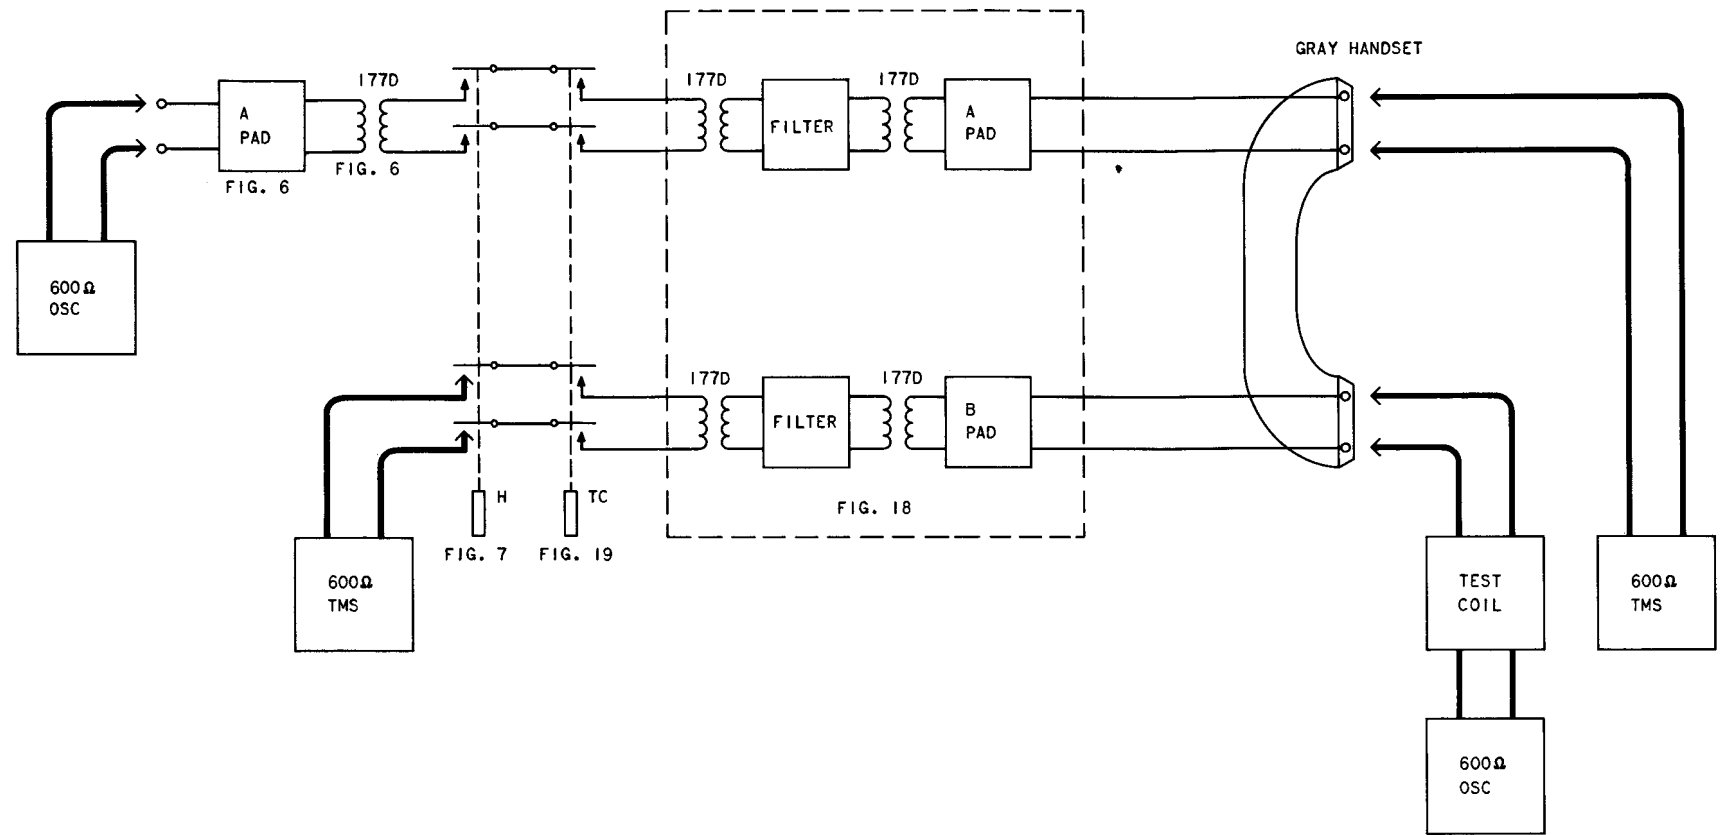 GRAY HANDSET
177D
177D
177D
A
PAD
FILTER
A
PAD
FIG. 6
FIG. 6
600Ω
OSC
177D
177D
FILTER
B
PAD
H
TC
FIG. 18
FIG. 7
FIG. 19
600Ω
TMS
TEST
COIL
600Ω
TMS
600Ω
OSC